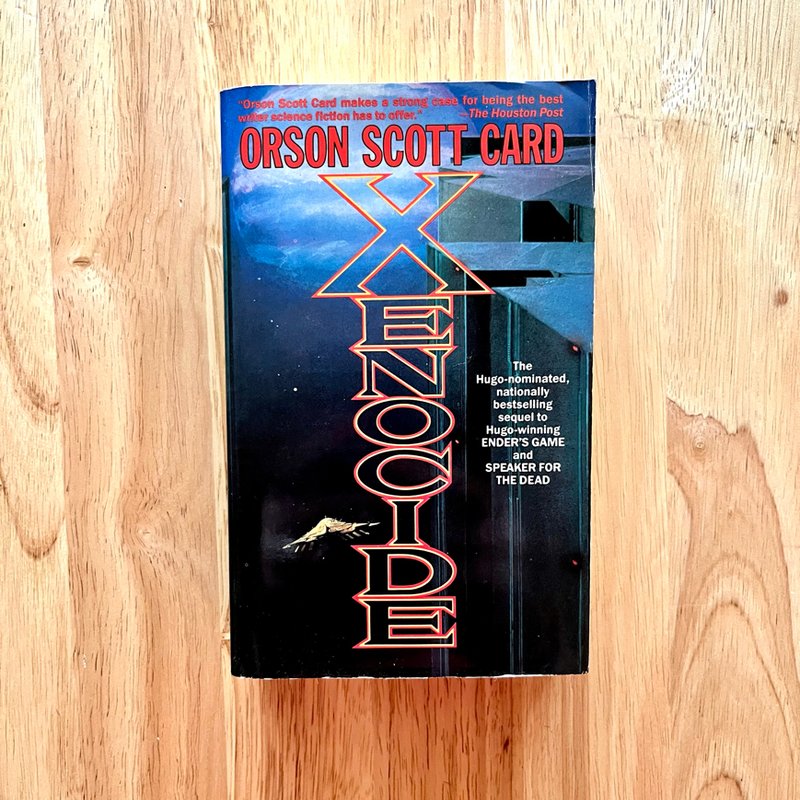 "Orson Scott Card makes a strong case for being the best
writer science fiction has to offer." —The Houston Post
ORSON SCOTT CARD
XENOCIDE
The
Hugo-nominated,
nationally
bestselling
sequel to
Hugo-winning
ENDER'S GAME
and
SPEAKER FOR
THE DEAD